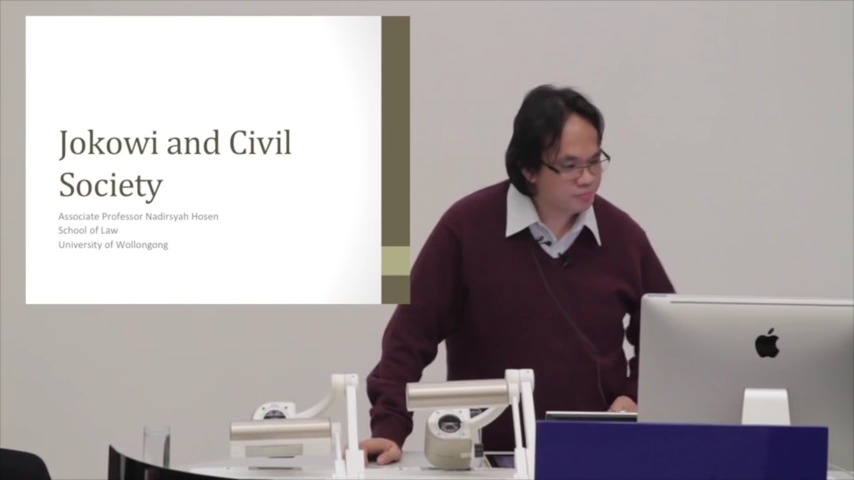 Jokowi and Civil
Society
Associate Professor Nadirsyah Hosen
School of Law
University of Wollongong